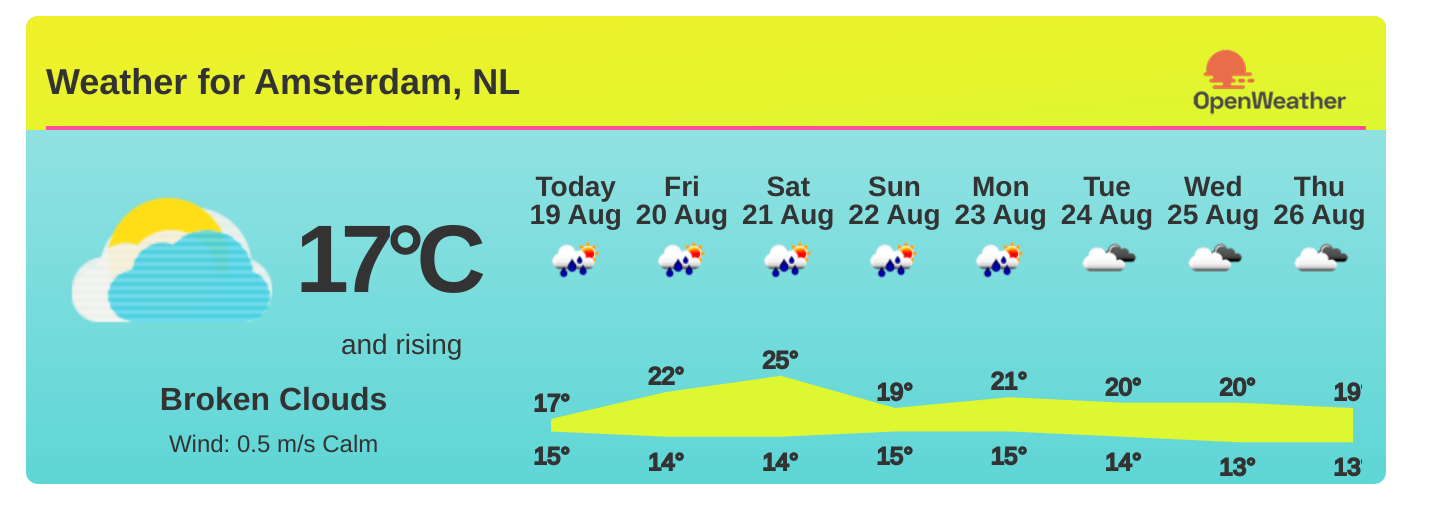 Weather for Amsterdam, NL
OpenWeather
Today Fri Sat Sun Mon Tue Wed Thu
19 Aug 20 Aug 21 Aug 22 Aug 23 Aug 24 Aug 25 Aug 26 Aug
17°C
and rising
Broken Clouds
Wind: 0.5 m/s Calm
17° 22° 25° 19° 21° 20° 20° 19°
15° 14° 14° 15° 15° 14° 13° 13